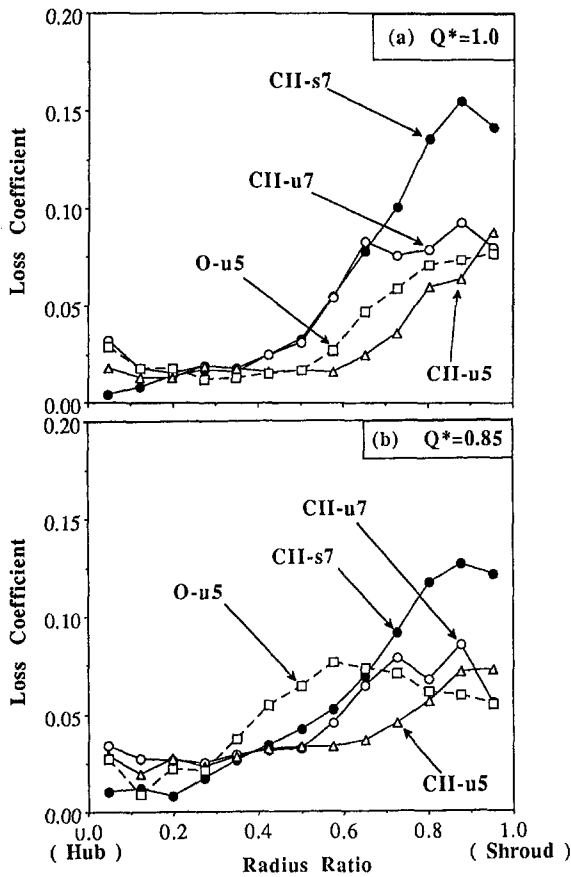 (a) Q*=1.0
0.20
0.15
0.10
0.05
0.00
Loss Coefficient
CII-s7
CII-u7
O-u5
CII-u5
(b) Q*=0.85
0.20
0.15
0.10
0.05
0.00
Loss Coefficient
CII-u7
CII-s7
O-u5
CII-u5
0.0 0.2 0.4 0.6 0.8 1.0
( Hub) Radius Ratio ( Shroud)